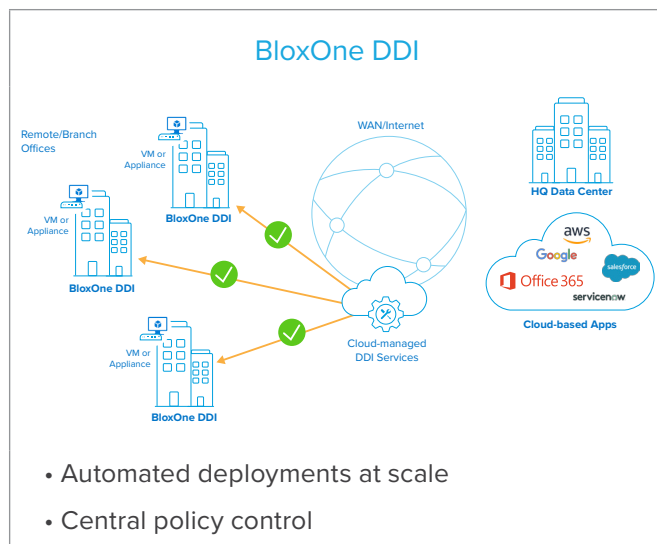 BloxOne DDI
Remote/Branch
Offices
VM or
Appliance
BloxOne DDI
VM or
Appliance
BloxOne DDI
VM or
Appliance
BloxOne DDI
WAN/Internet
Cloud-managed
DDI Services
HQ Data Center
aws
Google
salesforce
Office 365
servicenow
Cloud-based Apps
• Automated deployments at scale
• Central policy control